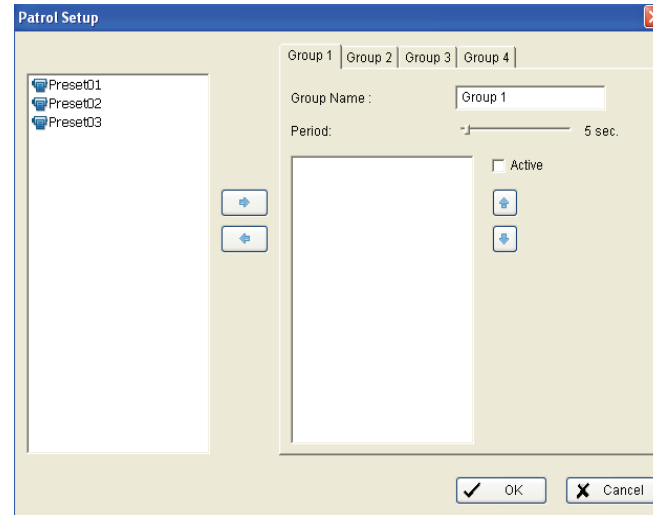 Patrol Setup
Group 1 Group 2 Group 3 Group 4
Preset01
Preset02
Preset03
Group Name : Group 1
Period: 5 sec.
Active
OK Cancel